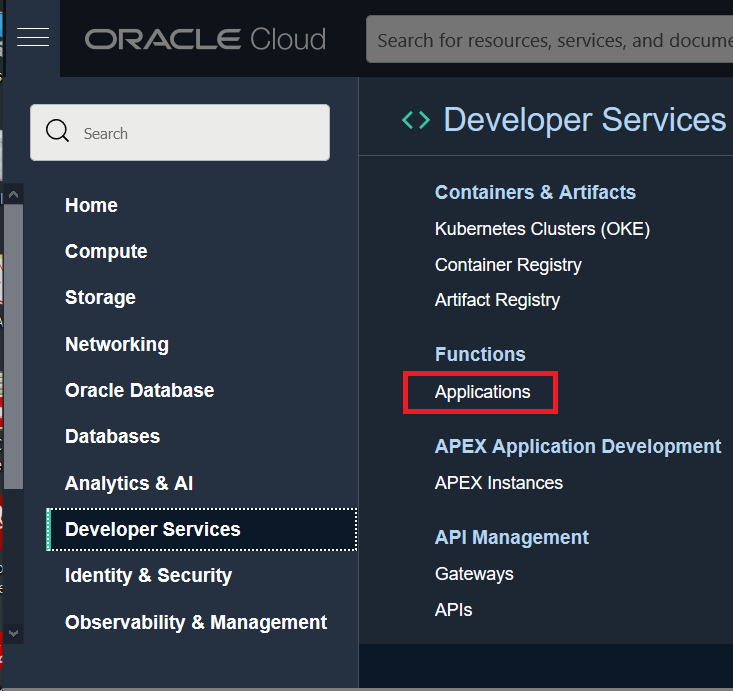 ORACLE Cloud
Search for resources, services, and docume
Search
Home
Compute
Storage
Networking
Oracle Database
Databases
Analytics & AI
Developer Services
Identity & Security
Observability & Management
Developer Services
Containers & Artifacts
Kubernetes Clusters (OKE)
Container Registry
Artifact Registry
Functions
Applications
APEX Application Development
APEX Instances
API Management
Gateways
APIs